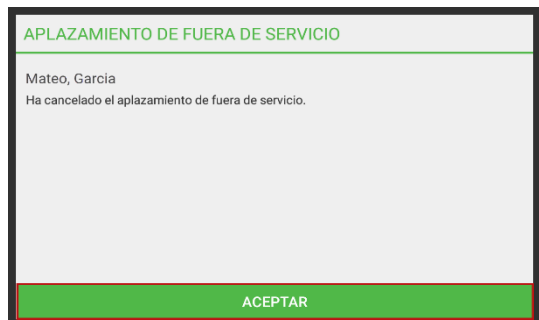 APLAZAMIENTO DE FUERA DE SERVICIO
Mateo, Garcia
Ha cancelado el aplazamiento de fuera de servicio.
ACEPTAR